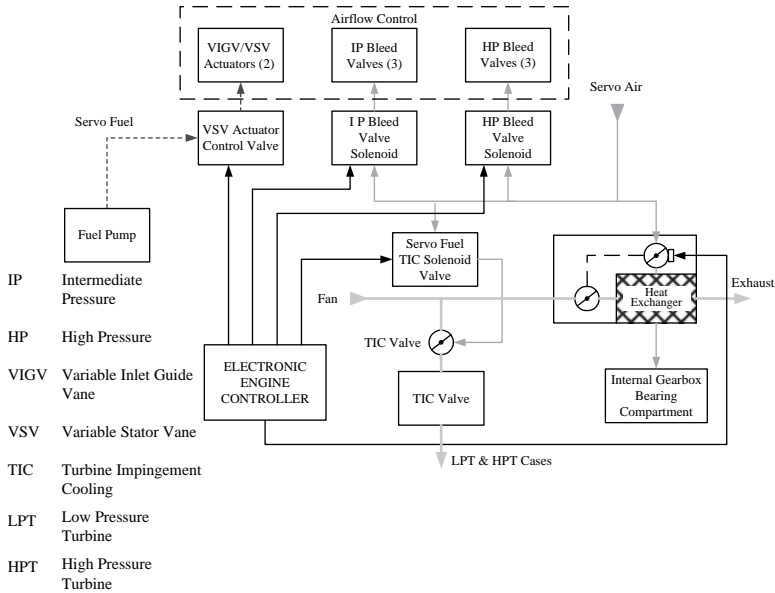 Airflow Control
VIGV/VSV
Actuators (2)
IP Bleed
Valves (3)
HP Bleed
Valves (3)
Servo Air
Servo Fuel
VSV Actuator
Control Valve
I P Bleed
Valve
Solenoid
HP Bleed
Valve
Solenoid
Fuel Pump
Servo Fuel
TIC Solenoid
Valve
Fan
Heat
Exchanger
Exhaust
TIC Valve
ELECTRONIC
ENGINE
CONTROLLER
TIC Valve
Internal Gearbox
Bearing
Compartment
LPT & HPT Cases
IP Intermediate
Pressure
HP High Pressure
VIGV Variable Inlet Guide
Vane
VSV Variable Stator Vane
TIC Turbine Impingement
Cooling
LPT Low Pressure
Turbine
HPT High Pressure
Turbine